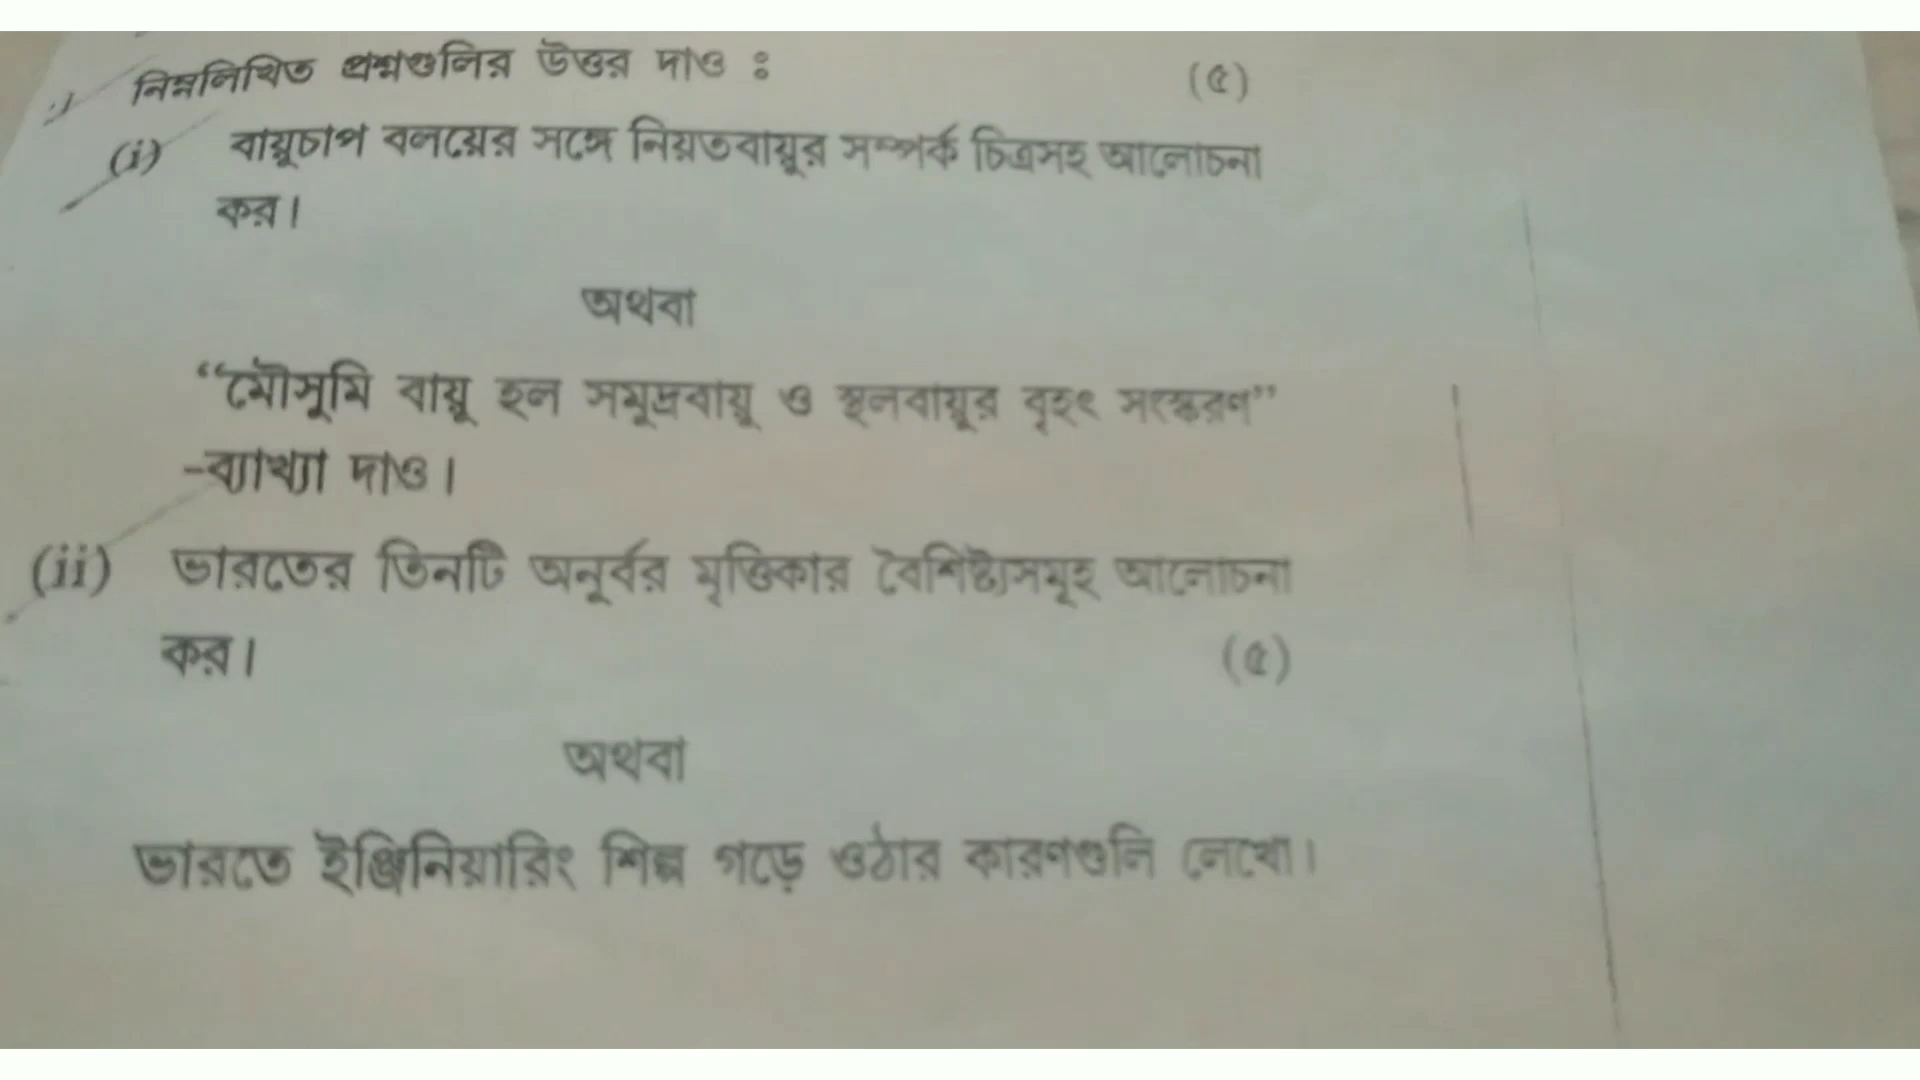 নিম্নলিখিত প্রশ্নগুলির উত্তর দাও : (৫)
(i) বায়ুচাপ বলয়ের সঙ্গে নিয়তবায়ুর সম্পর্ক চিত্রসহ আলোচনা
কর।
অথবা
“মৌসুমি বায়ু হল সমুদ্রবায়ু ও স্থলবায়ুর বৃহৎ সংস্করণ”
-ব্যাখ্যা দাও।
(ii) ভারতের তিনটি অনূর্বর মৃত্তিকার বৈশিষ্ট্যসমূহ আলোচনা
কর। (৫)
অথবা
ভারতে ইঞ্জিনিয়ারিং শিল্প গড়ে ওঠার কারণগুলি লেখো।